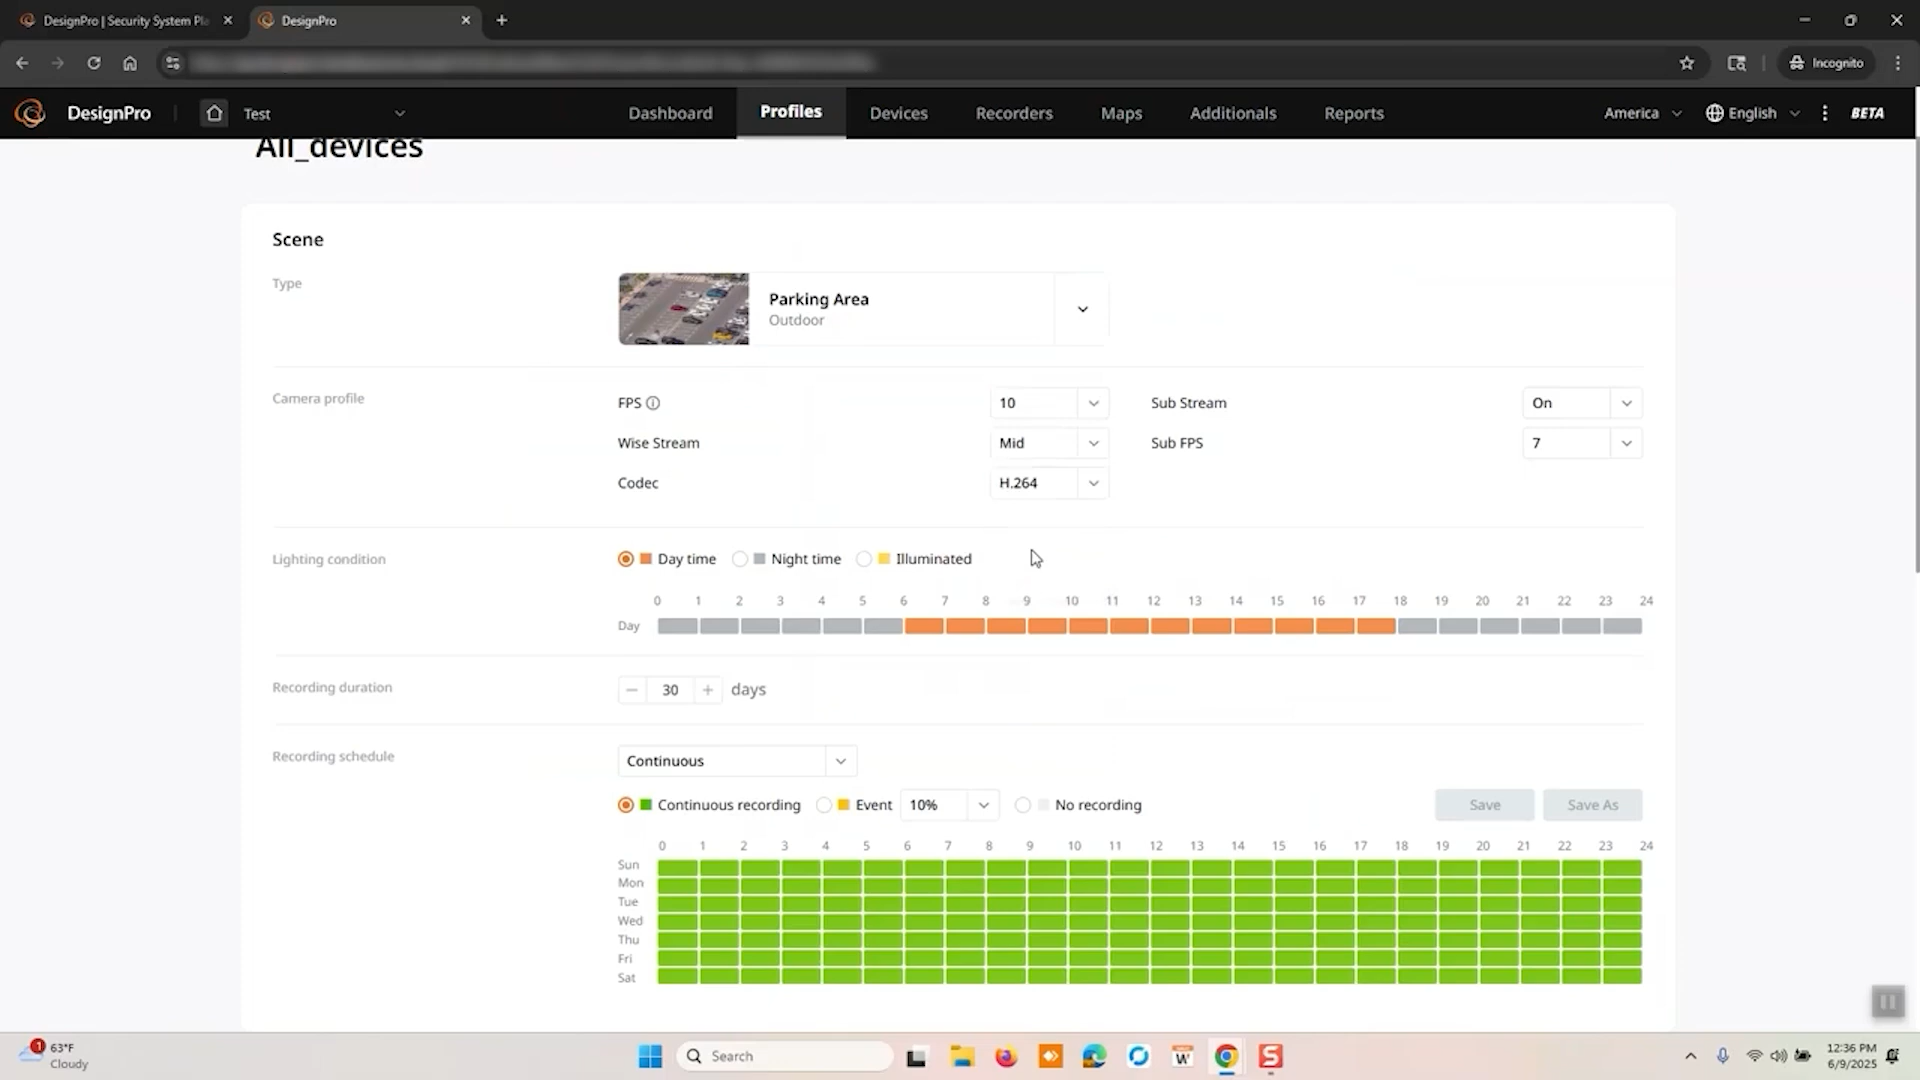 DesignPro | Security System Pla
DesignPro
Incognito
DesignPro
Test
Dashboard
Profiles
Devices
Recorders
Maps
Additionals
Reports
America
English
BETA
All_devices
Scene
Type
Parking Area
Outdoor
Camera profile
FPS
10
Sub Stream
On
Wise Stream
Mid
Sub FPS
7
Codec
H.264
Lighting condition
Day time
Night time
Illuminated
0 1 2 3 4 5 6 7 8 9 10 11 12 13 14 15 16 17 18 19 20 21 22 23 24
Day
Recording duration
30
days
Recording schedule
Continuous
Continuous recording
Event
10%
No recording
Save
Save As
0 1 2 3 4 5 6 7 8 9 10 11 12 13 14 15 16 17 18 19 20 21 22 23 24
Sun
Mon
Tue
Wed
Thu
Fri
Sat
1
63°F
Cloudy
Search
W
S
12:36 PM
6/9/2025